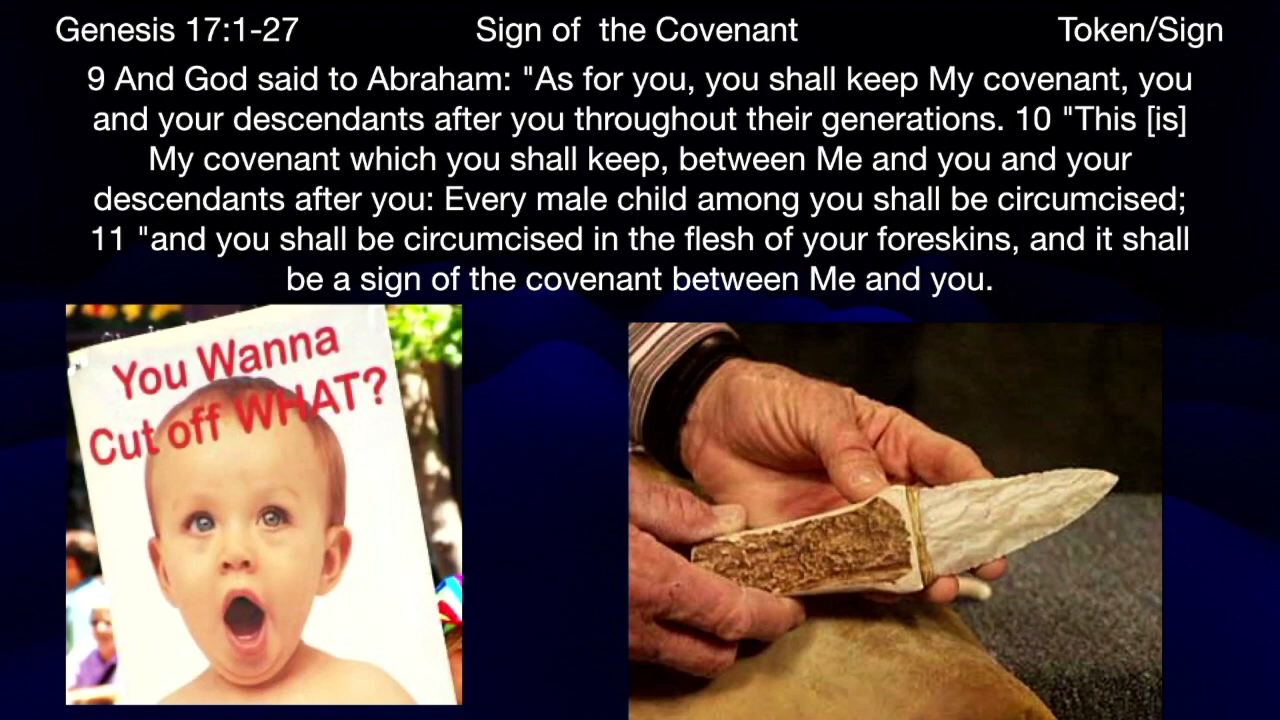 Genesis 17:1-27 Sign of the Covenant Token/Sign
9 And God said to Abraham: "As for you, you shall keep My covenant, you
and your descendants after you throughout their generations. 10 "This [is]
My covenant which you shall keep, between Me and you and your
descendants after you: Every male child among you shall be circumcised;
11 "and you shall be circumcised in the flesh of your foreskins, and it shall
be a sign of the covenant between Me and you.
You Wanna
Cut off WHAT?